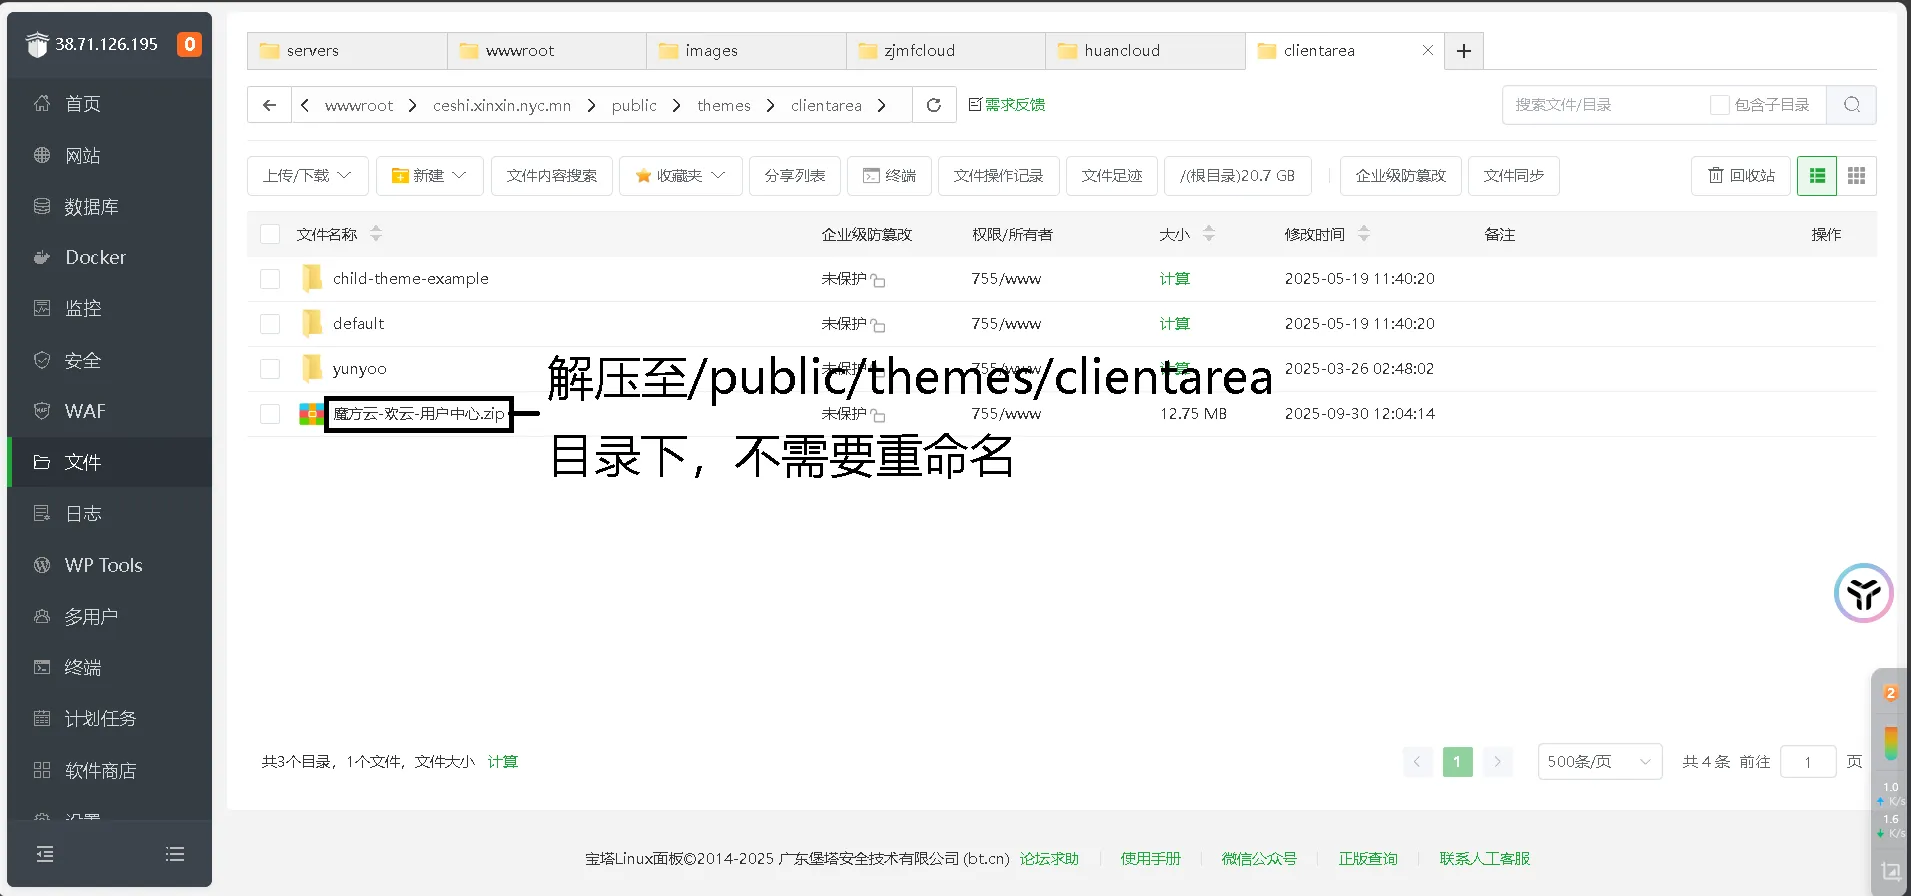 38.71.126.195 0
首页
网站
数据库
Docker
监控
安全
WAF
文件
日志
WP Tools
多用户
终端
计划任务
软件商店
设置
servers wwwroot images zjmfcloud huancloud clientarea
wwwroot ceshi.xinxin.nyc.mn public themes clientarea 需求反馈 搜索文件/目录 包含子目录
上传/下载 新建 文件内容搜索 收藏夹 分享列表 终端 文件操作记录 文件足迹 /(根目录)20.7 GB 企业级防篡改 文件同步 回收站
文件名称 企业级防篡改 权限/所有者 大小 修改时间 备注 操作
child-theme-example 未保护 755/www 计算 2025-05-19 11:40:20
default 未保护 755/www 计算 2025-05-19 11:40:20
yunyoo 未保护 755/www 计算 2025-03-26 02:48:02
解压至/public/themes/clientarea
魔方云-欢云-用户中心.zip 未保护 755/www 12.75 MB 2025-09-30 12:04:14
目录下，不需要重命名
共3个目录，1个文件，文件大小 计算 1 500条/页 共 4 条 前往 1 页
2
1.0
K/s
1.6
K/s
宝塔Linux面板©2014-2025 广东堡塔安全技术有限公司 (bt.cn) 论坛求助 使用手册 微信公众号 正版查询 联系人工客服